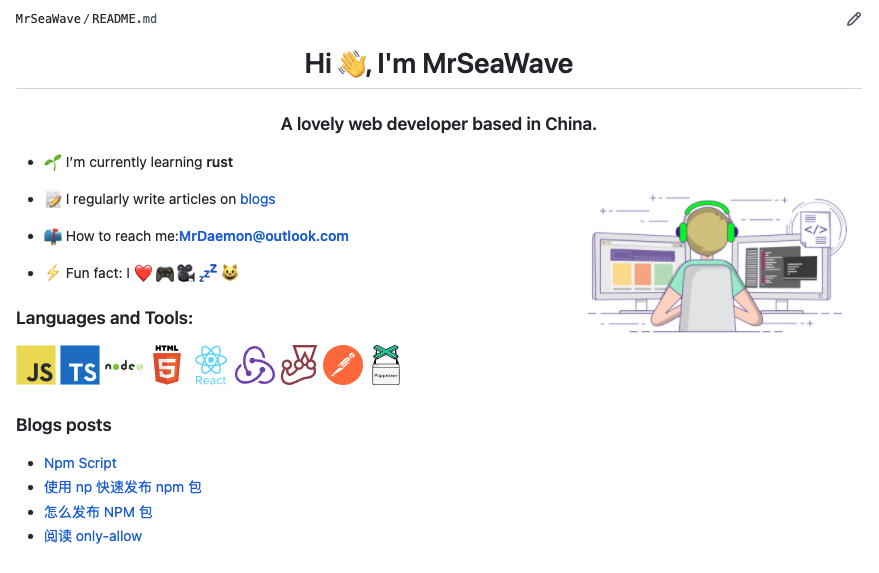 MrSeaWave/README.md
Hi 👋, I'm MrSeaWave
A lovely web developer based in China.
🌱 I’m currently learning rust
📝 I regularly write articles on blogs
📫 How to reach me:MrDaemon@outlook.com
⚡ Fun fact: I ❤️ 🎮 🎥 💤 😺
</>
Languages and Tools:
JS TS node HTML 5 React Puppeteer
Blogs posts
Npm Script
使用 np 快速发布 npm 包
怎么发布 NPM 包
阅读 only-allow